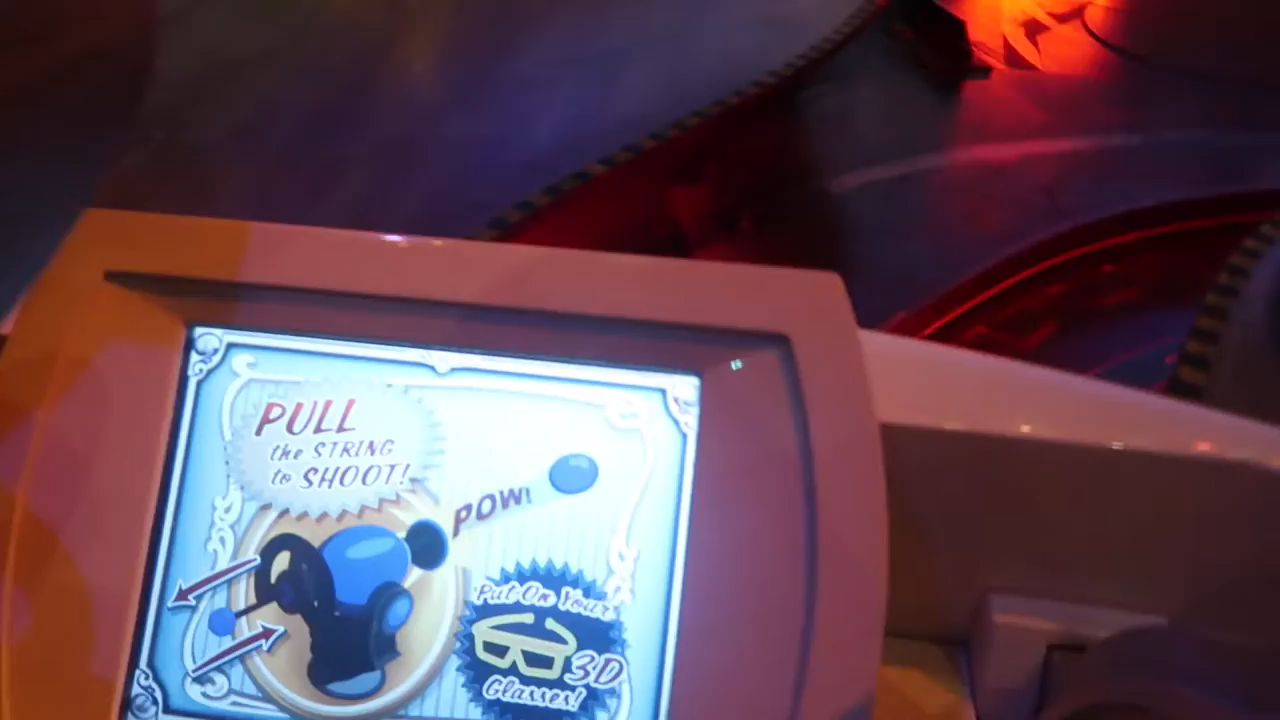 PULL
the STRING
to SHOOT!
POW!
Put On Your
3D
Glasses!